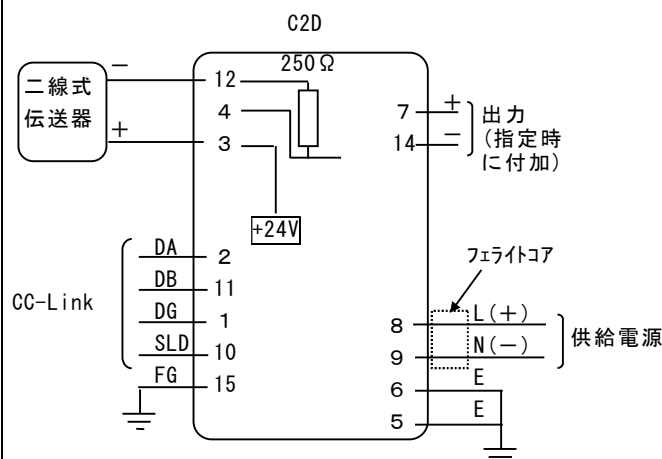 C2D
250Ω
二線式
伝送器
－
＋
12
4
3
+24V
7
14
＋
－
出力
(指定時
に付加)
CC-Link
DA
DB
DG
SLD
FG
2
11
1
10
15
フェライトコア
8
9
6
5
L(＋)
N(－)
E
E
供給電源